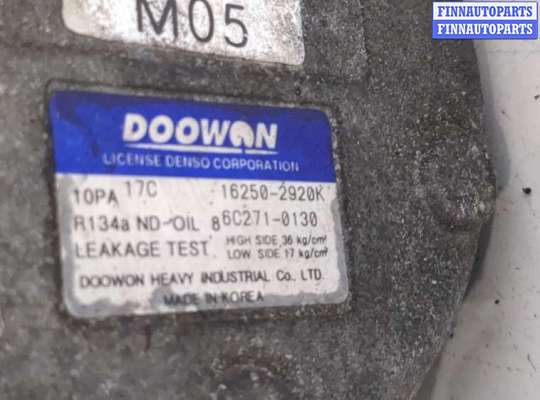 FINNAUTOPARTS
FINNAUTOPARTS
M05
DOOWON
LICENSE DENSO CORPORATION
10PA 17C 16250-2920K
R134a ND-OIL 8 6C271-0130
LEAKAGE TEST HIGH SIDE 36 kg/cm²
LOW SIDE 17 kg/cm²
DOOWON HEAVY INDUSTRIAL Co., LTD.
MADE IN KOREA